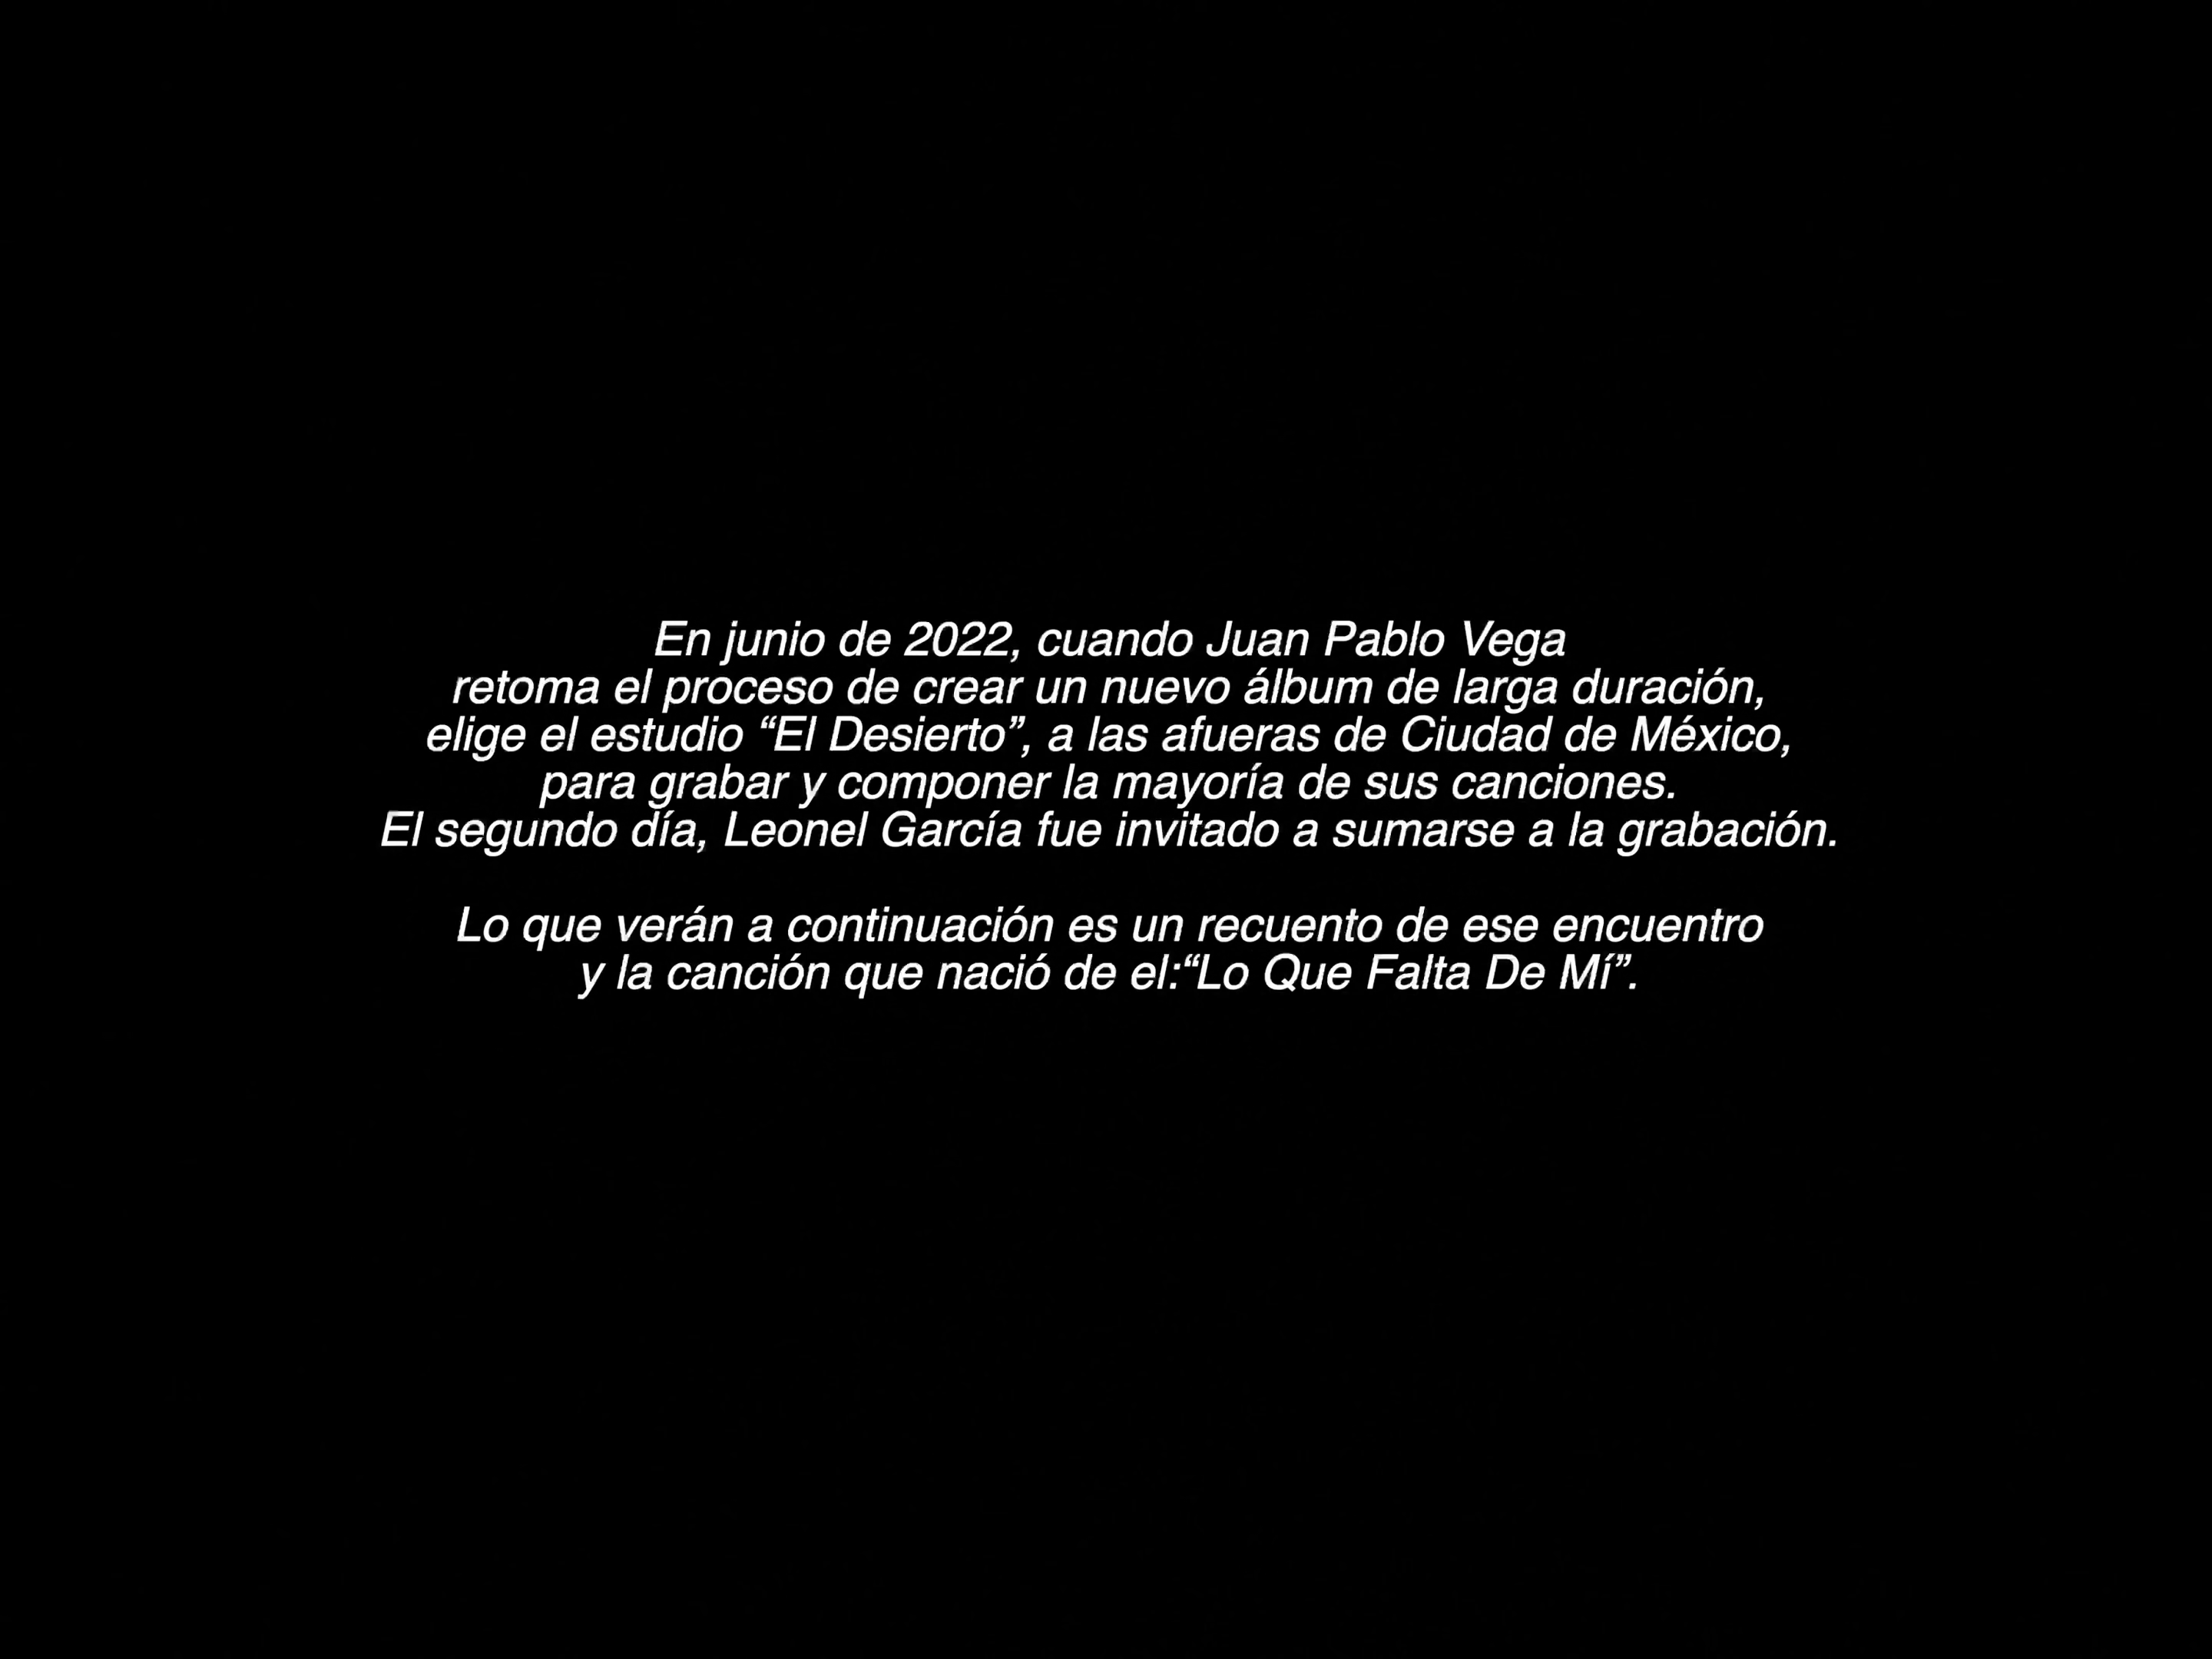 En junio de 2022, cuando Juan Pablo Vega
retoma el proceso de crear un nuevo álbum de larga duración,
elige el estudio “El Desierto”, a las afueras de Ciudad de México,
para grabar y componer la mayoría de sus canciones.
El segundo día, Leonel García fue invitado a sumarse a la grabación.
Lo que verán a continuación es un recuento de ese encuentro
y la canción que nació de el:“Lo Que Falta De Mí”.